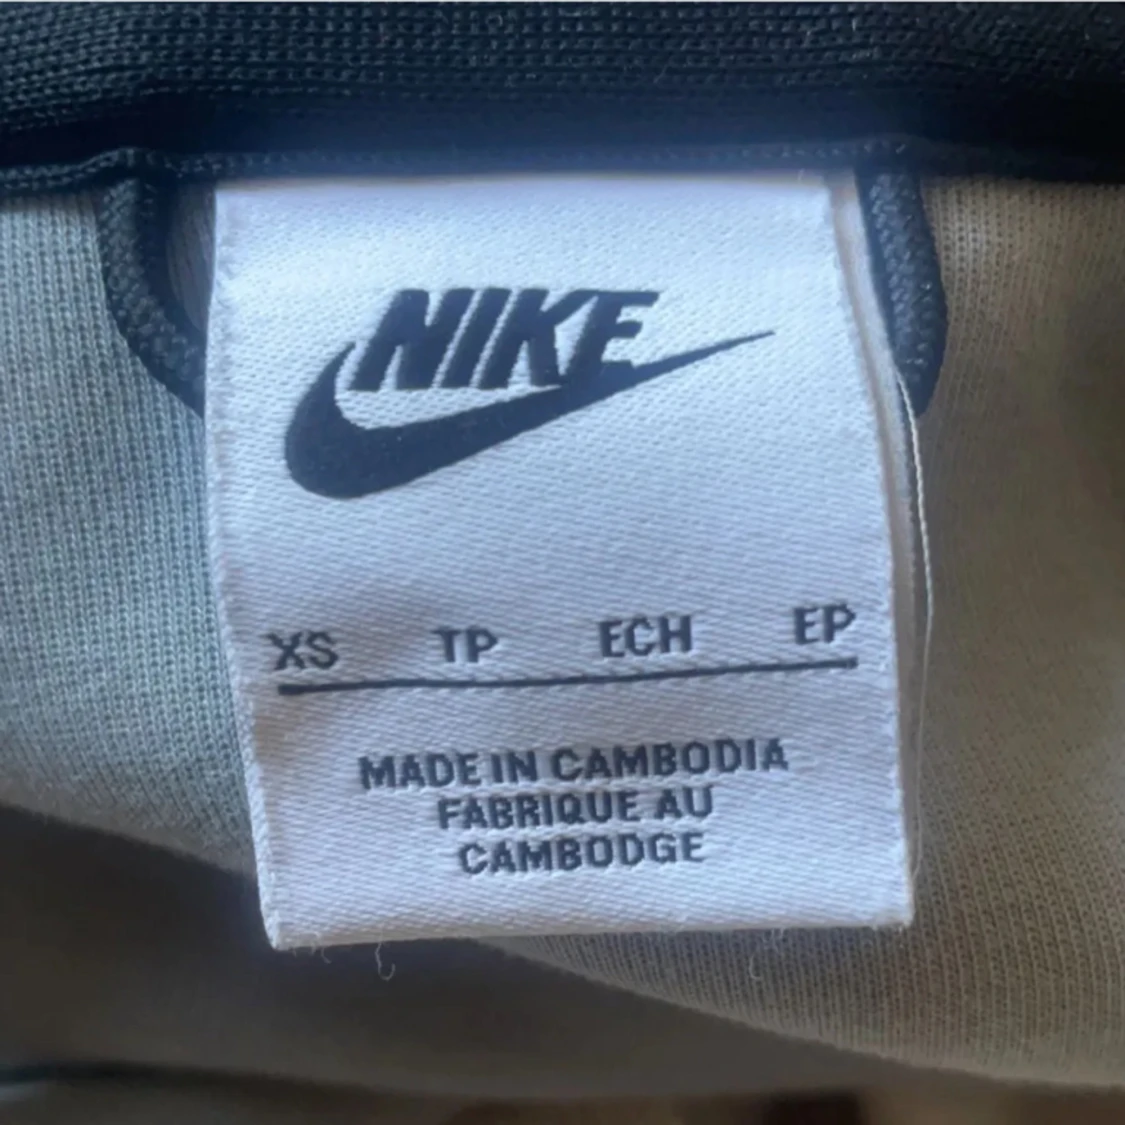 NIKE
XS TP ECH EP
MADE IN CAMBODIA
FABRIQUE AU
CAMBODGE